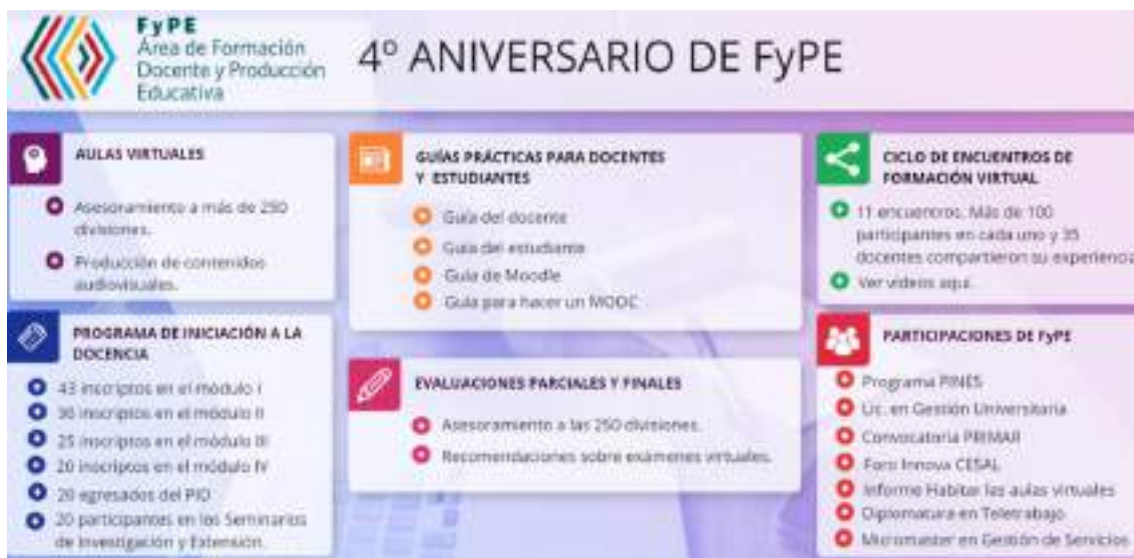 FyPE
Área de Formación
Docente y Producción
Educativa
4º ANIVERSARIO DE FyPE
AULAS VIRTUALES
Asesoramiento a más de 250
divisiones.
Producción de contenidos
audiovisuales.
PROGRAMA DE INICIACIÓN A LA
DOCENCIA
43 inscriptos en el módulo I
36 inscriptos en el módulo II
25 inscriptos en el módulo III
20 inscriptos en el módulo IV
20 egresados del PID
20 participantes en los Seminarios
de Investigación y Extensión.
GUÍAS PRÁCTICAS PARA DOCENTES
Y ESTUDIANTES
Guía del docente
Guía del estudiante
Guía de Moodle
Guía para hacer un MOOC
EVALUACIONES PARCIALES Y FINALES
Asesoramiento a las 250 divisiones.
Recomendaciones sobre exámenes virtuales.
CICLO DE ENCUENTROS DE
FORMACIÓN VIRTUAL
11 encuentros. Más de 100
participantes en cada uno y 35
docentes compartieron su experiencia
Ver videos aquí.
PARTICIPACIONES DE FyPE
Programa PINES
Lic. en Gestión Universitaria
Convocatoria PRIMAR
Foro Innova CESAL
Informe Habitar las aulas virtuales
Diplomatura en Teletrabajo
Micromaster en Gestión de Servicios